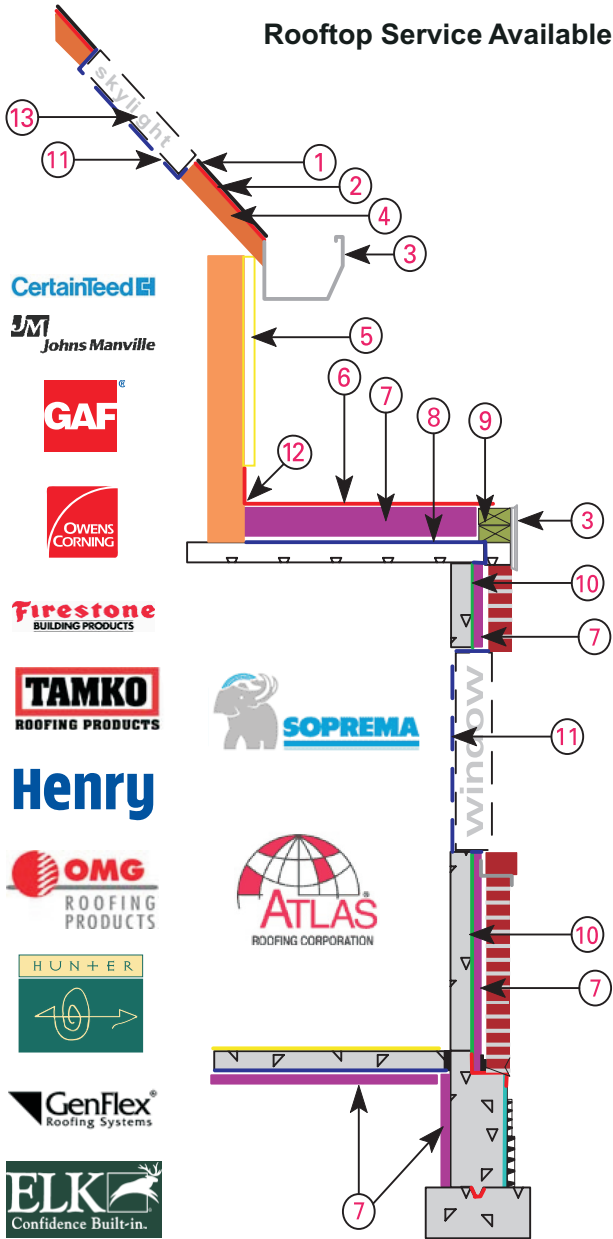 Rooftop Service Available
skylight
13
11
1
2
4
3
CertainTeed
JM
Johns Manville
5
GAF
®
6
7
8
9
12
3
OWENS
CORNING
10
7
Firestone
BUILDING PRODUCTS
TAMKO
ROOFING PRODUCTS
SOPREMA
window
11
Henry
OMG
ROOFING
PRODUCTS
ATLAS
®
ROOFING CORPORATION
10
7
HUNTER
GenFlex®
Roofing Systems
7
ELK
Confidence Built-in.